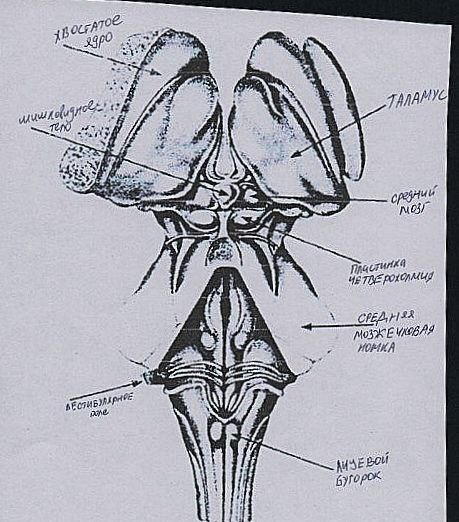 ХВОСТАТОЕ
ЯДРО
ШИШКОВИДНОЕ
ТЕЛО
ТАЛАМУС
СРЕДНИЙ
МОЗГ
ПЛАСТИНКА
ЧЕТВЕРОХОЛМИЯ
СРЕДНЯЯ
МОЗЖЕЧКОВАЯ
НОЖКА
ВЕСТИБУЛЯРНОЕ
ПОЛЕ
ЛИЦЕВОЙ
БУГОРОК